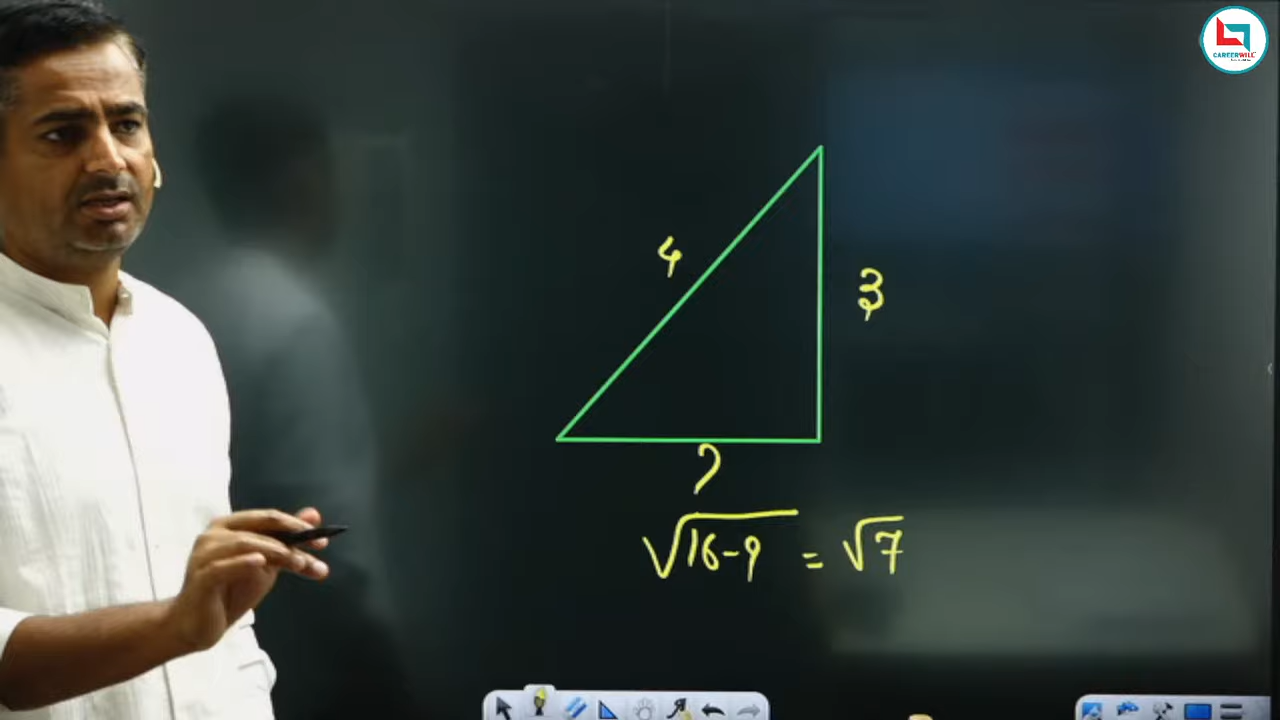 CAREERWILL
4
3
?
√16-9 = √7